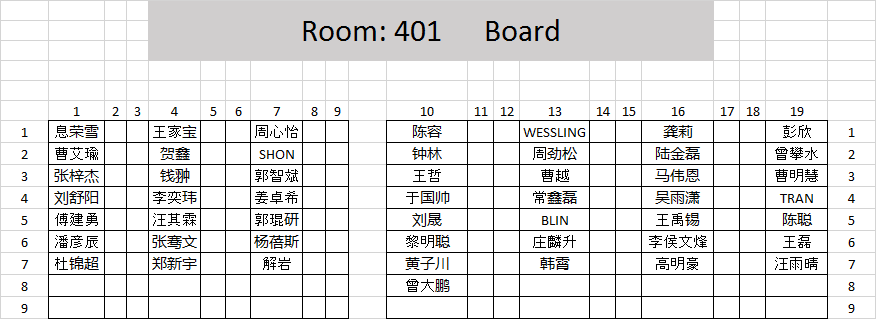 Room: 401 Board
1 2 3 4 5 6 7 8 9 10 11 12 13 14 15 16 17 18 19
1 息荣雪 王家宝 周心怡 陈容 WESSLING 龚莉 彭欣 1
2 曹艾瑜 贺鑫 SHON 钟林 周劲松 陆金磊 曾攀水 2
3 张梓杰 钱翀 郭智斌 王哲 曹越 马伟恩 曹明慧 3
4 刘舒阳 李奕玮 姜卓希 于国帅 常鑫磊 吴雨潇 TRAN 4
5 傅建勇 汪其霖 郭琨研 刘晟 BLIN 王禹锡 陈聪 5
6 潘彦辰 张骞文 杨蓓斯 黎明聪 庄麟升 李侯文烽 王磊 6
7 杜锦超 郑新宇 解岩 黄子川 韩霄 高明豪 汪雨晴 7
8 曾大鹏 8
9 9